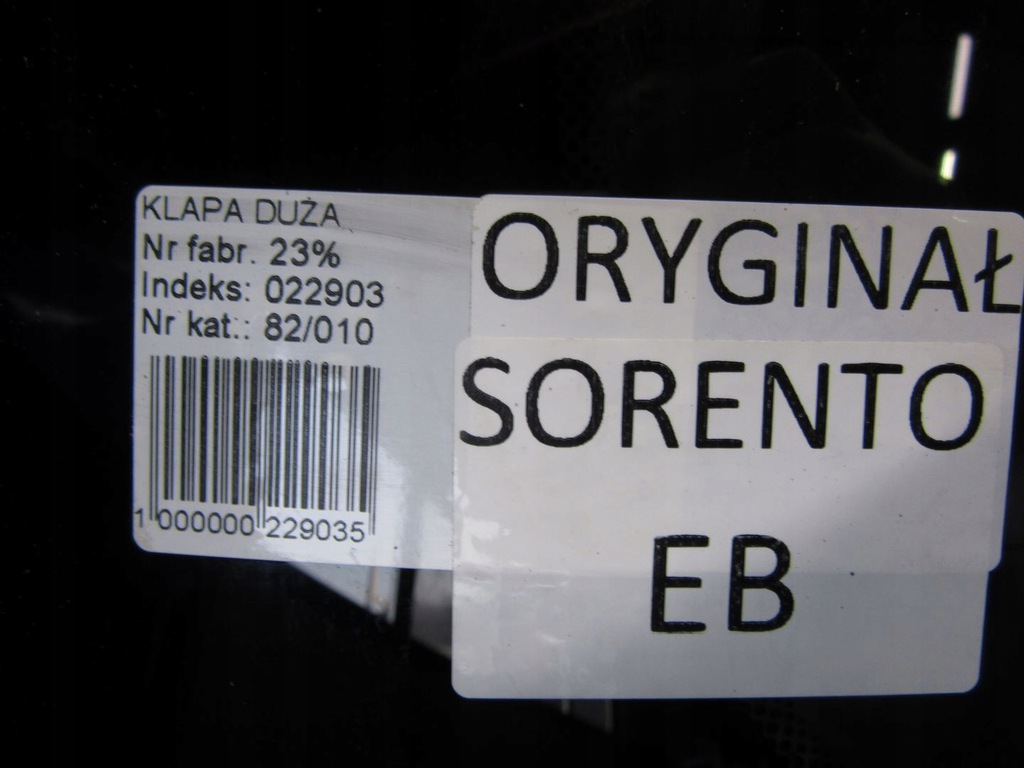 KLAPA DUŻA
Nr fabr. 23%
Indeks: 022903
Nr kat.: 82/010
1 000000 229035
ORYGINAŁ
SORENTO
EB